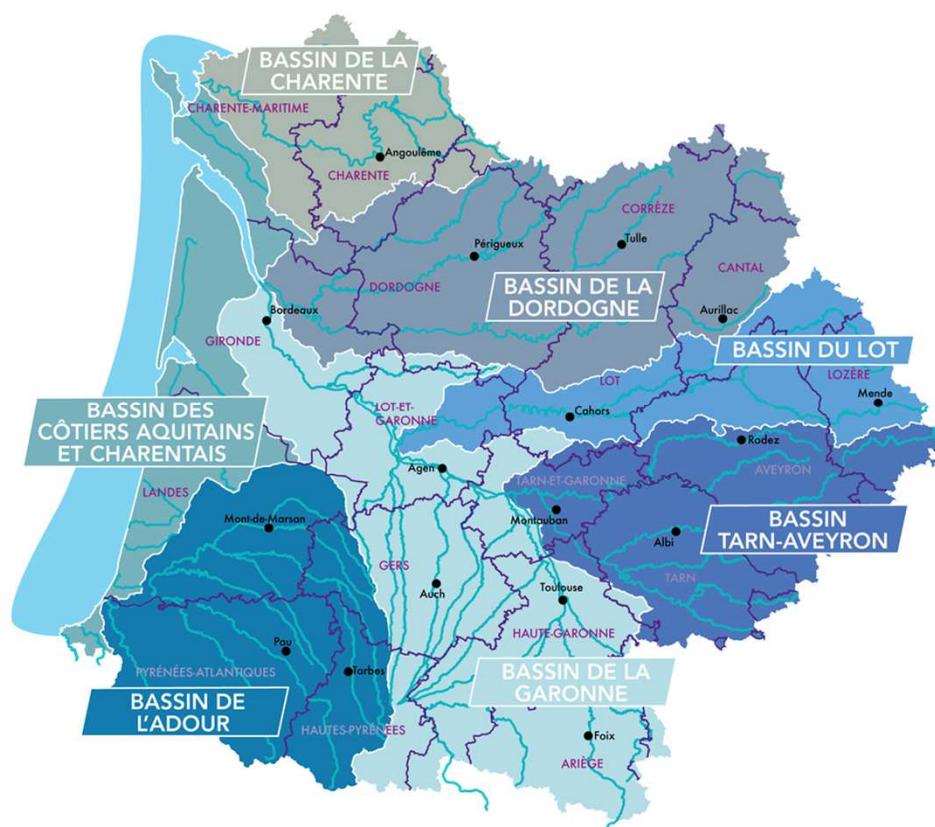 BASSIN DE LA
CHARENTE
CHARENTE-MARITIME
Angoulême
CHARENTE
CORRÈZE
Tulle
Périgueux
CANTAL
DORDOGNE
BASSIN DE LA
DORDOGNE
Aurillac
Bordeaux
GIRONDE
BASSIN DU LOT
LOT
LOZÈRE
Mende
LOT-ET-
GARONNE
Cahors
BASSIN DES
CÔTIERS AQUITAINS
ET CHARENTAIS
Rodez
Agen
AVEYRON
TARN-ET-GARONNE
LANDES
Mont-de-Marsan
Montauban
BASSIN
TARN-AVEYRON
Albi
GERS
TARN
Auch
Toulouse
HAUTE-GARONNE
Pau
PYRÉNÉES-ATLANTIQUES
Tarbes
BASSIN DE LA
GARONNE
BASSIN DE
L'ADOUR
HAUTES-PYRÉNÉES
Foix
ARIÈGE